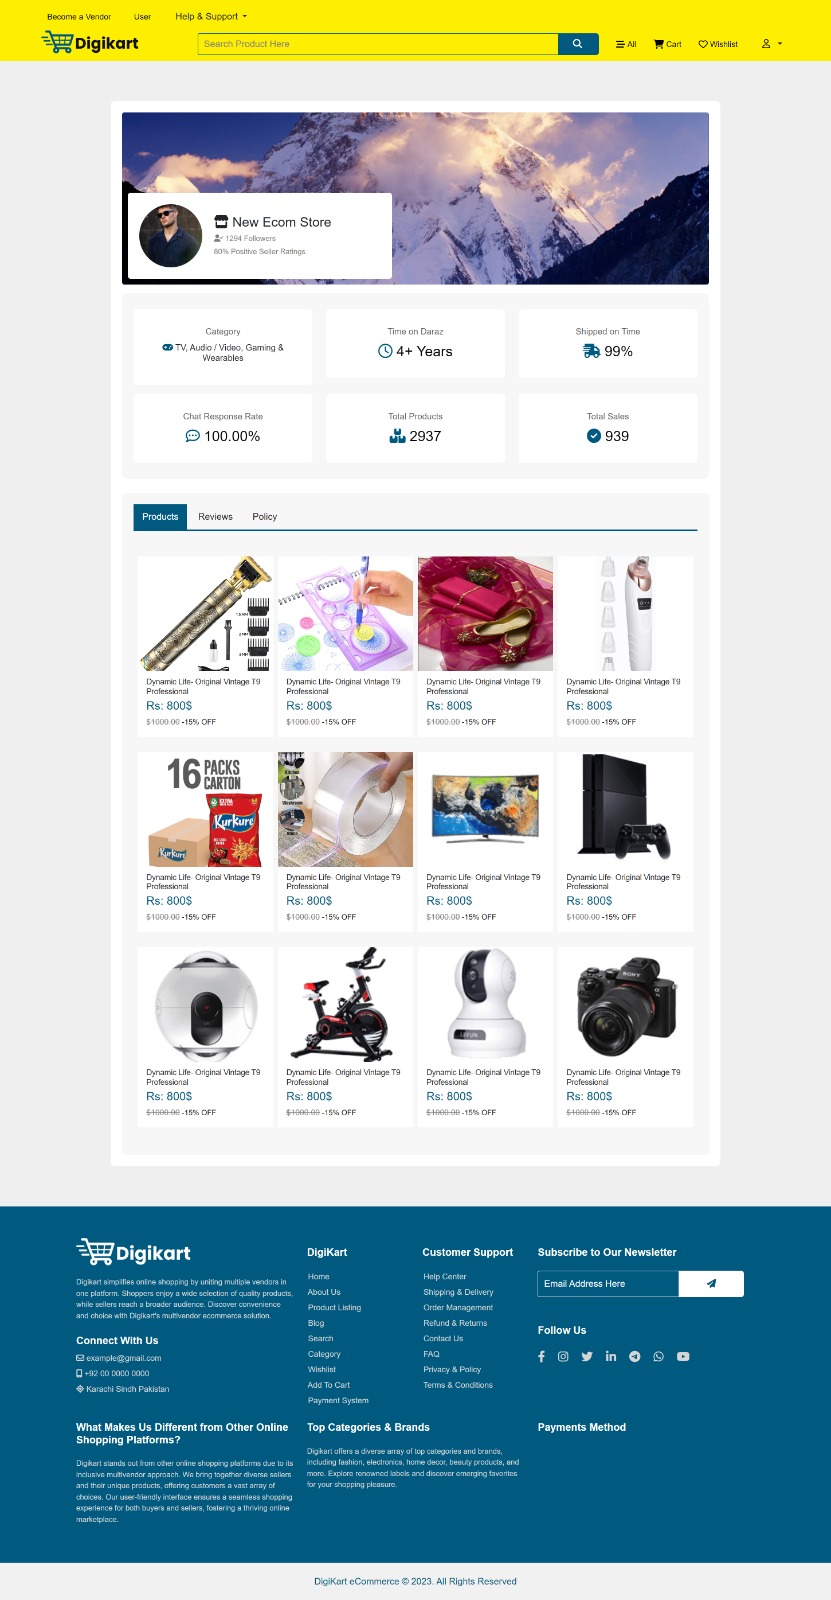 Become a Vendor
User
Help & Support
Digikart
Search Product Here
All
Cart
Wishlist
New Ecom Store
1294 Followers
80% Positive Seller Ratings
Category
TV, Audio / Video, Gaming &
Wearables
Time on Daraz
4+ Years
Shipped on Time
99%
Chat Response Rate
100.00%
Total Products
2937
Total Sales
939
Products
Reviews
Policy
Dynamic Life- Original Vintage T9
Professional
Rs: 800$
$1000.00 -15% OFF
Dynamic Life- Original Vintage T9
Professional
Rs: 800$
$1000.00 -15% OFF
Dynamic Life- Original Vintage T9
Professional
Rs: 800$
$1000.00 -15% OFF
Dynamic Life- Original Vintage T9
Professional
Rs: 800$
$1000.00 -15% OFF
16 PACKS
CARTON
Kurkure
Kurkure
Dynamic Life- Original Vintage T9
Professional
Rs: 800$
$1000.00 -15% OFF
Dynamic Life- Original Vintage T9
Professional
Rs: 800$
$1000.00 -15% OFF
Dynamic Life- Original Vintage T9
Professional
Rs: 800$
$1000.00 -15% OFF
Dynamic Life- Original Vintage T9
Professional
Rs: 800$
$1000.00 -15% OFF
SONY
Dynamic Life- Original Vintage T9
Professional
Rs: 800$
$1000.00 -15% OFF
Dynamic Life- Original Vintage T9
Professional
Rs: 800$
$1000.00 -15% OFF
Dynamic Life- Original Vintage T9
Professional
Rs: 800$
$1000.00 -15% OFF
Dynamic Life- Original Vintage T9
Professional
Rs: 800$
$1000.00 -15% OFF
Digikart
Digikart simplifies online shopping by uniting multiple vendors in
one platform. Shoppers enjoy a wide selection of quality products,
while sellers reach a broader audience. Discover convenience
and choice with Digikart's multivendor ecommerce solution.
Connect With Us
example@gmail.com
+92 00 0000 0000
Karachi Sindh Pakistan
DigiKart
Home
About Us
Product Listing
Blog
Search
Category
Wishlist
Add To Cart
Payment System
Customer Support
Help Center
Shipping & Delivery
Order Management
Refund & Returns
Contact Us
FAQ
Privacy & Policy
Terms & Conditions
Subscribe to Our Newsletter
Email Address Here
Follow Us
What Makes Us Different from Other Online
Shopping Platforms?
Digikart stands out from other online shopping platforms due to its
inclusive multivendor approach. We bring together diverse sellers
and their unique products, offering customers a vast array of
choices. Our user-friendly interface ensures a seamless shopping
experience for both buyers and sellers, fostering a thriving online
marketplace.
Top Categories & Brands
Digikart offers a diverse array of top categories and brands,
including fashion, electronics, home decor, beauty products, and
more. Explore renowned labels and discover emerging favorites
for your shopping pleasure.
Payments Method
DigiKart eCommerce © 2023. All Rights Reserved